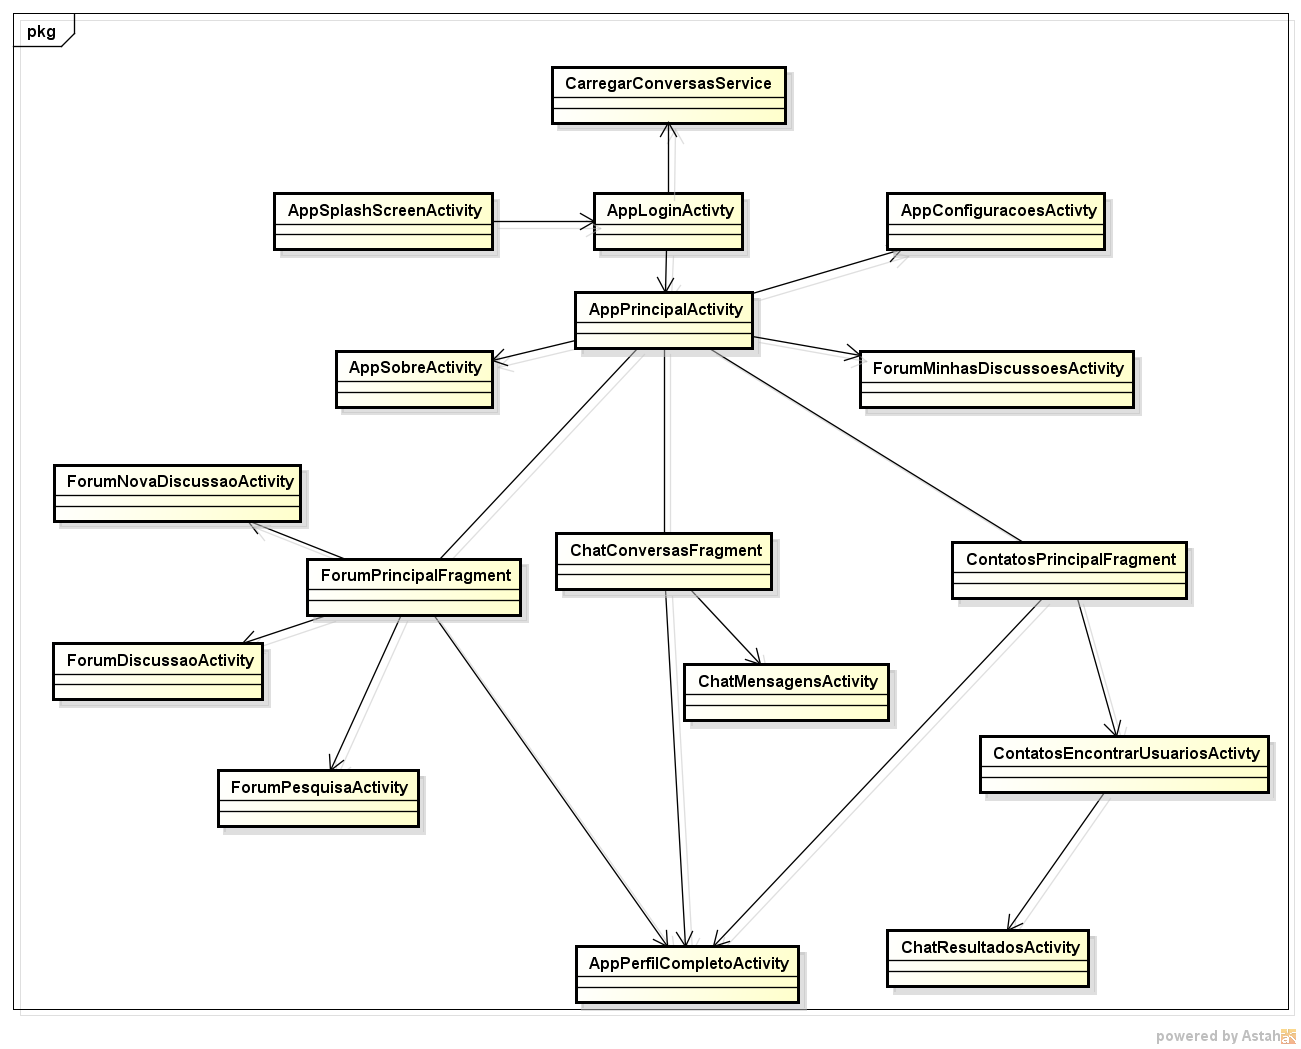 pkg
CarregarConversasService
AppSplashScreenActivity
AppLoginActivty
AppConfiguracoesActivty
AppPrincipalActivity
AppSobreActivity
ForumMinhasDiscussoesActivity
ForumNovaDiscussaoActivity
ChatConversasFragment
ContatosPrincipalFragment
ForumPrincipalFragment
ForumDiscussaoActivity
ChatMensagensActivity
ContatosEncontrarUsuariosActivty
ForumPesquisaActivity
ChatResultadosActivity
AppPerfilCompletoActivity
powered by Astah